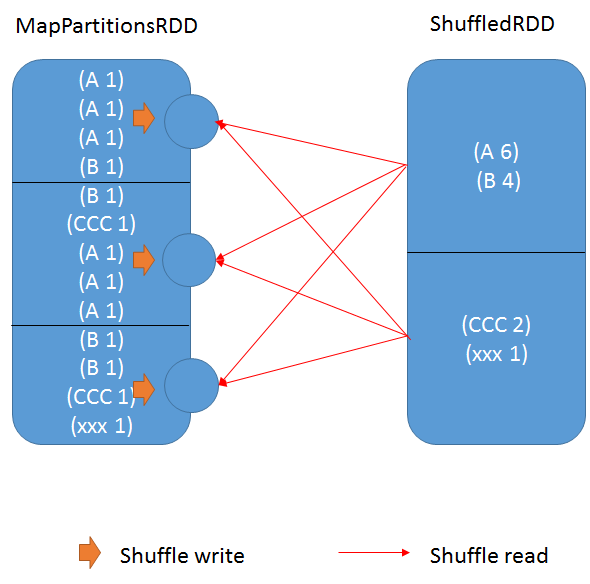 MapPartitionsRDD
(A 1)
(A 1)
(A 1)
(B 1)
(B 1)
(CCC 1)
(A 1)
(A 1)
(A 1)
(B 1)
(B 1)
(CCC 1)
(xxx 1)
ShuffledRDD
(A 6)
(B 4)
(CCC 2)
(xxx 1)
Shuffle write
Shuffle read